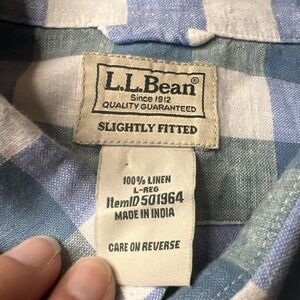 L.L.Bean®
Since 1912
QUALITY GUARANTEED
SLIGHTLY FITTED
100% LINEN
L-REG
ItemID 501964
MADE IN INDIA
CARE ON REVERSE